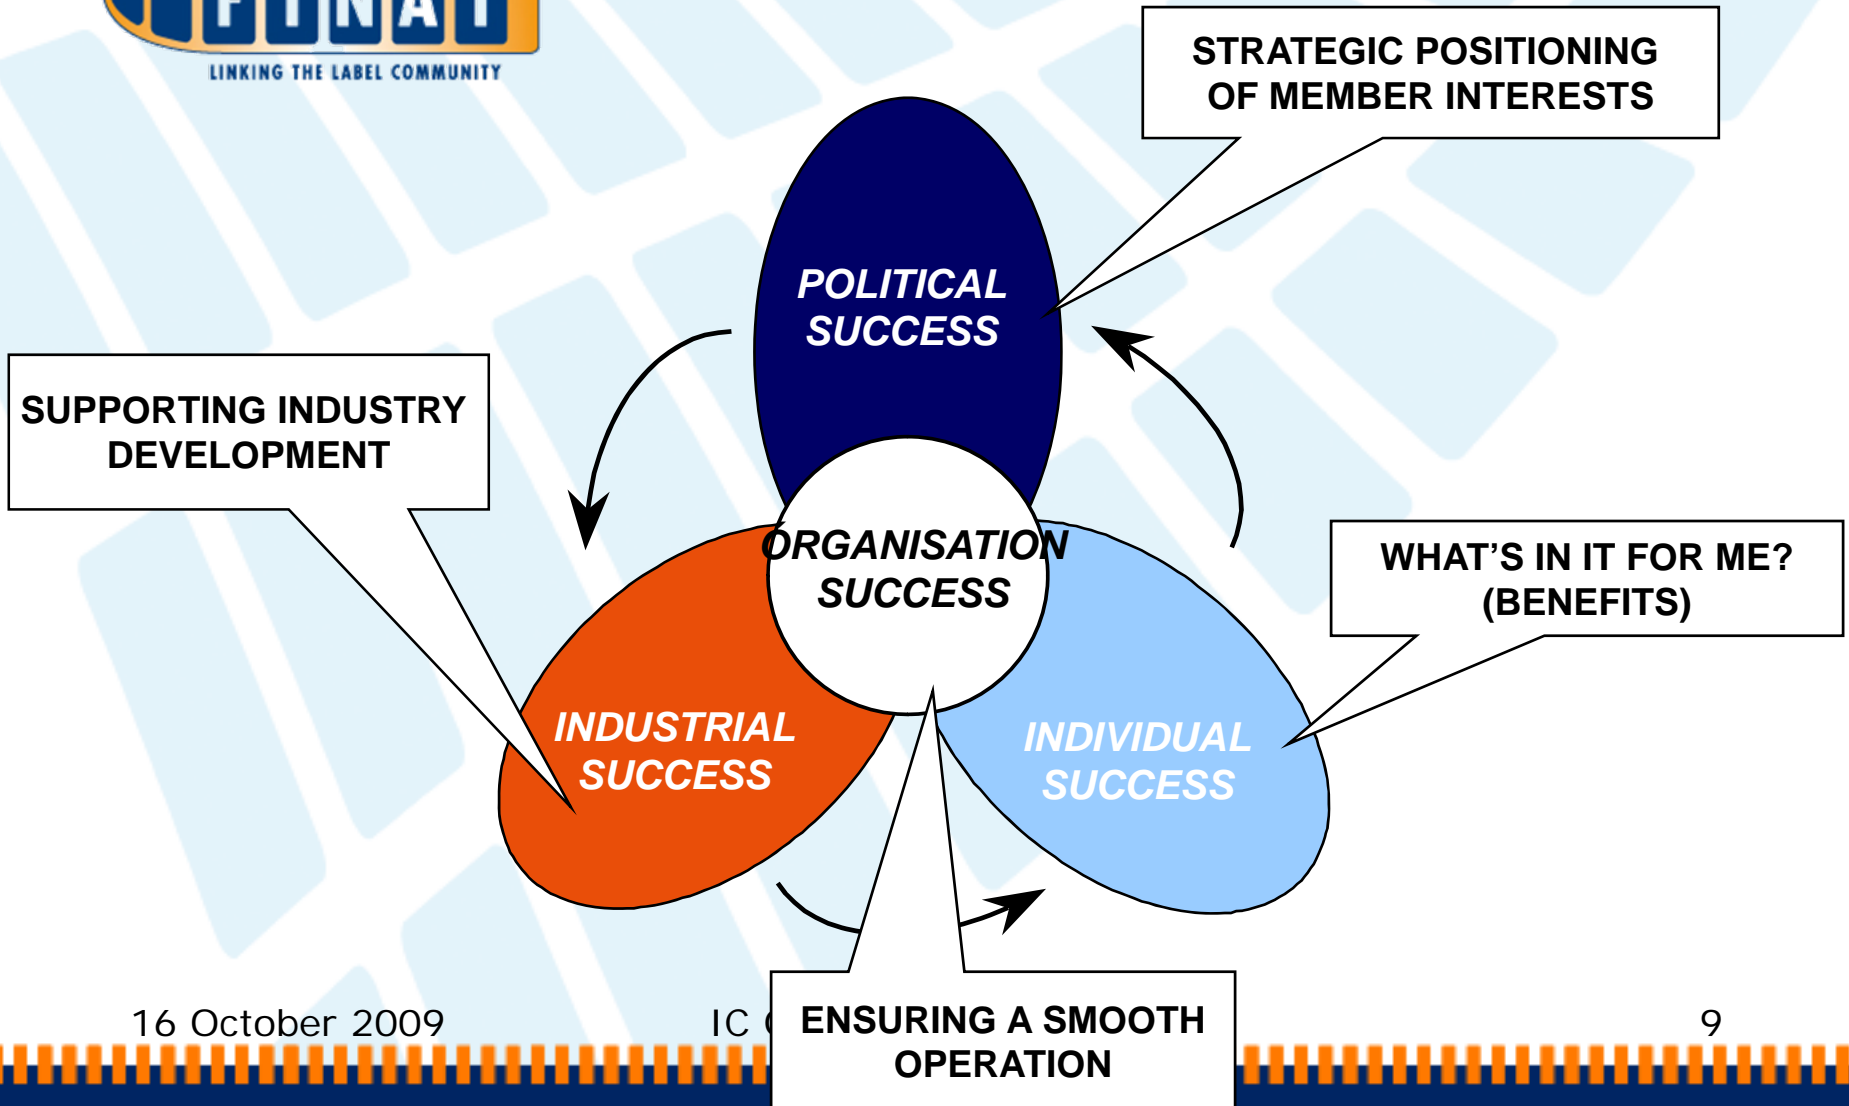 FINAT
LINKING THE LABEL COMMUNITY
STRATEGIC POSITIONING
OF MEMBER INTERESTS
POLITICAL
SUCCESS
SUPPORTING INDUSTRY
DEVELOPMENT
ORGANISATION
SUCCESS
WHAT’S IN IT FOR ME?
(BENEFITS)
INDUSTRIAL
SUCCESS
INDIVIDUAL
SUCCESS
ENSURING A SMOOTH
OPERATION
16 October 2009
IC
9